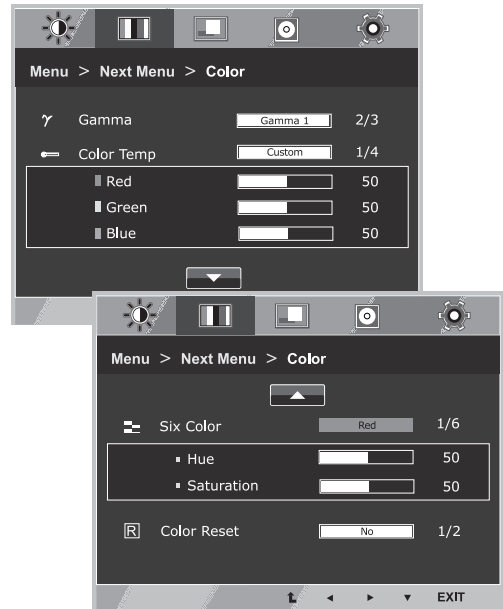 Menu > Next Menu > Color
γ Gamma Gamma 1 2/3
Color Temp Custom 1/4
Red 50
Green 50
Blue 50
Menu > Next Menu > Color
Six Color Red 1/6
Hue 50
Saturation 50
R Color Reset No 1/2
EXIT